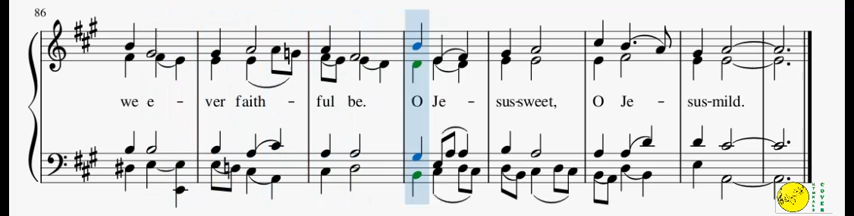 86
we e - ver faith - ful be. O Je - sus-sweet, O Je - sus-mild.